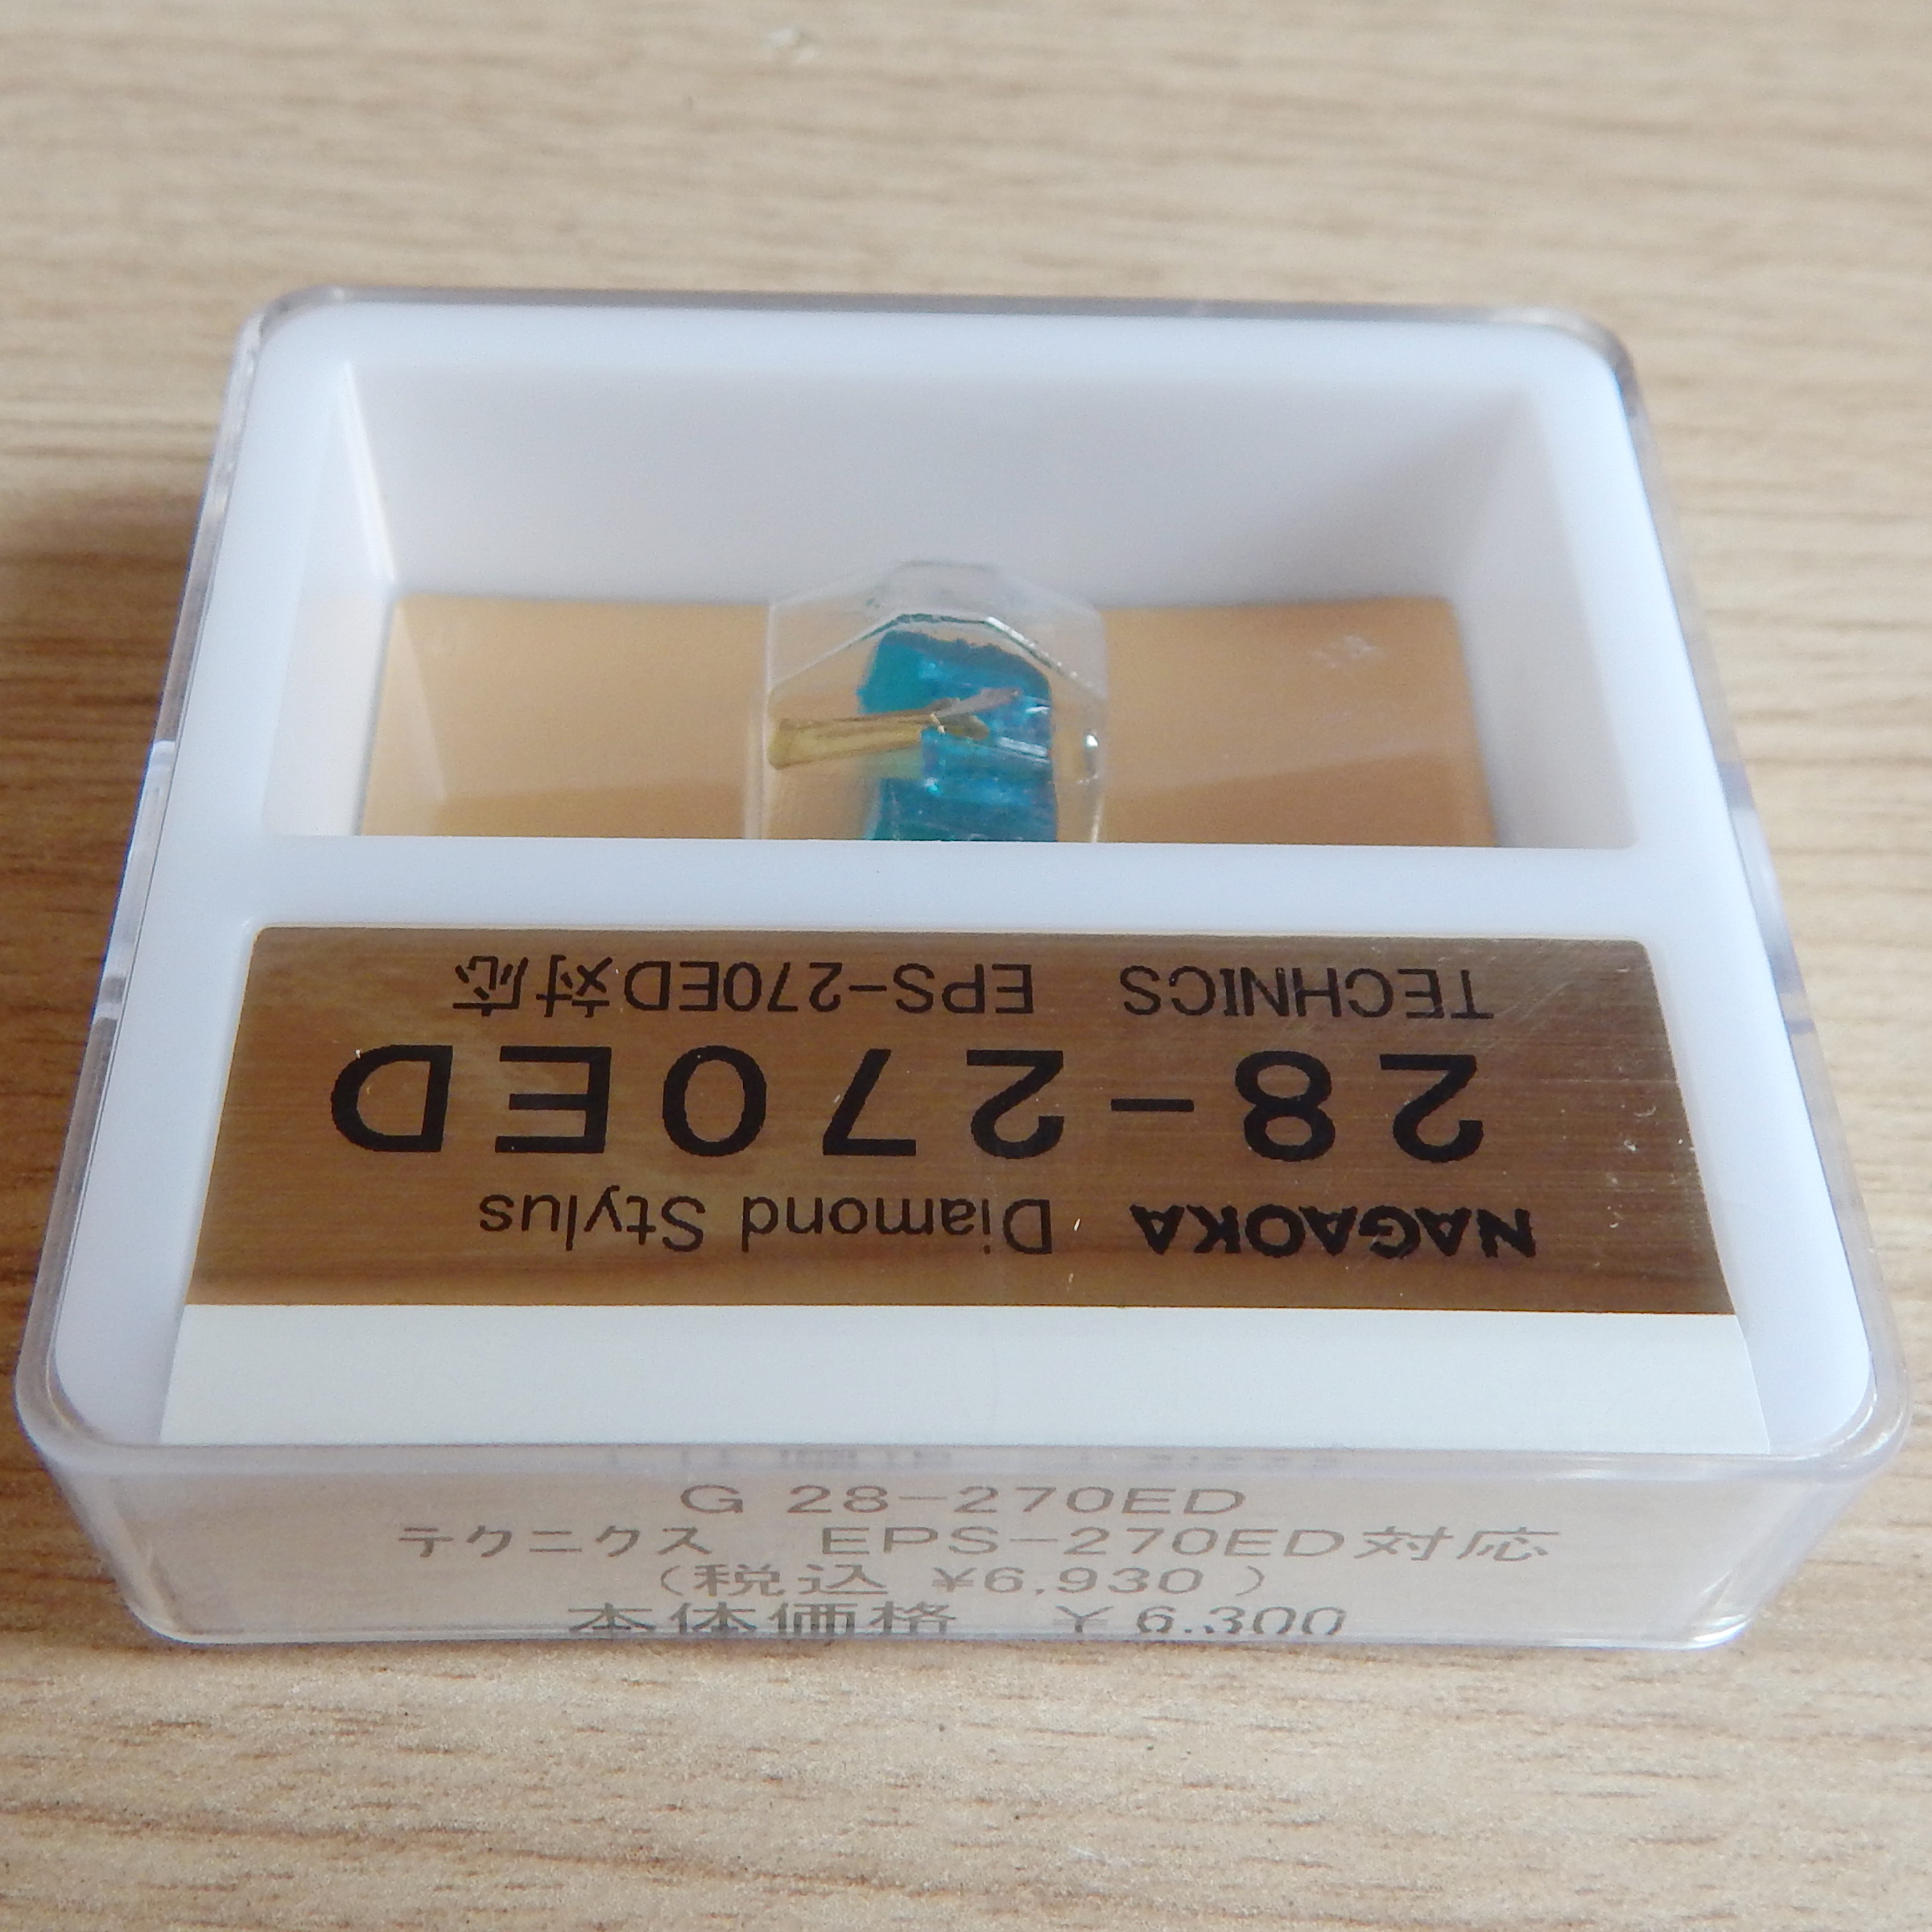 NAGAOKA Diamond Stylus
28-270ED
TECHNICS EPS-270ED対応
G 28-270ED
テクニクス EPS-270ED対応
(税込 ¥6,930)
本体価格 ¥6,300